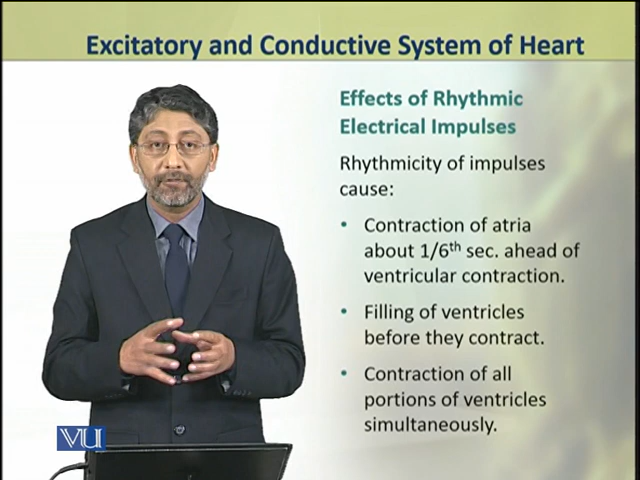 Excitatory and Conductive System of Heart
Effects of Rhythmic
Electrical Impulses
Rhythmicity of impulses
cause:
• Contraction of atria
about 1/6th sec. ahead of
ventricular contraction.
• Filling of ventricles
before they contract.
• Contraction of all
portions of ventricles
simultaneously.
VU